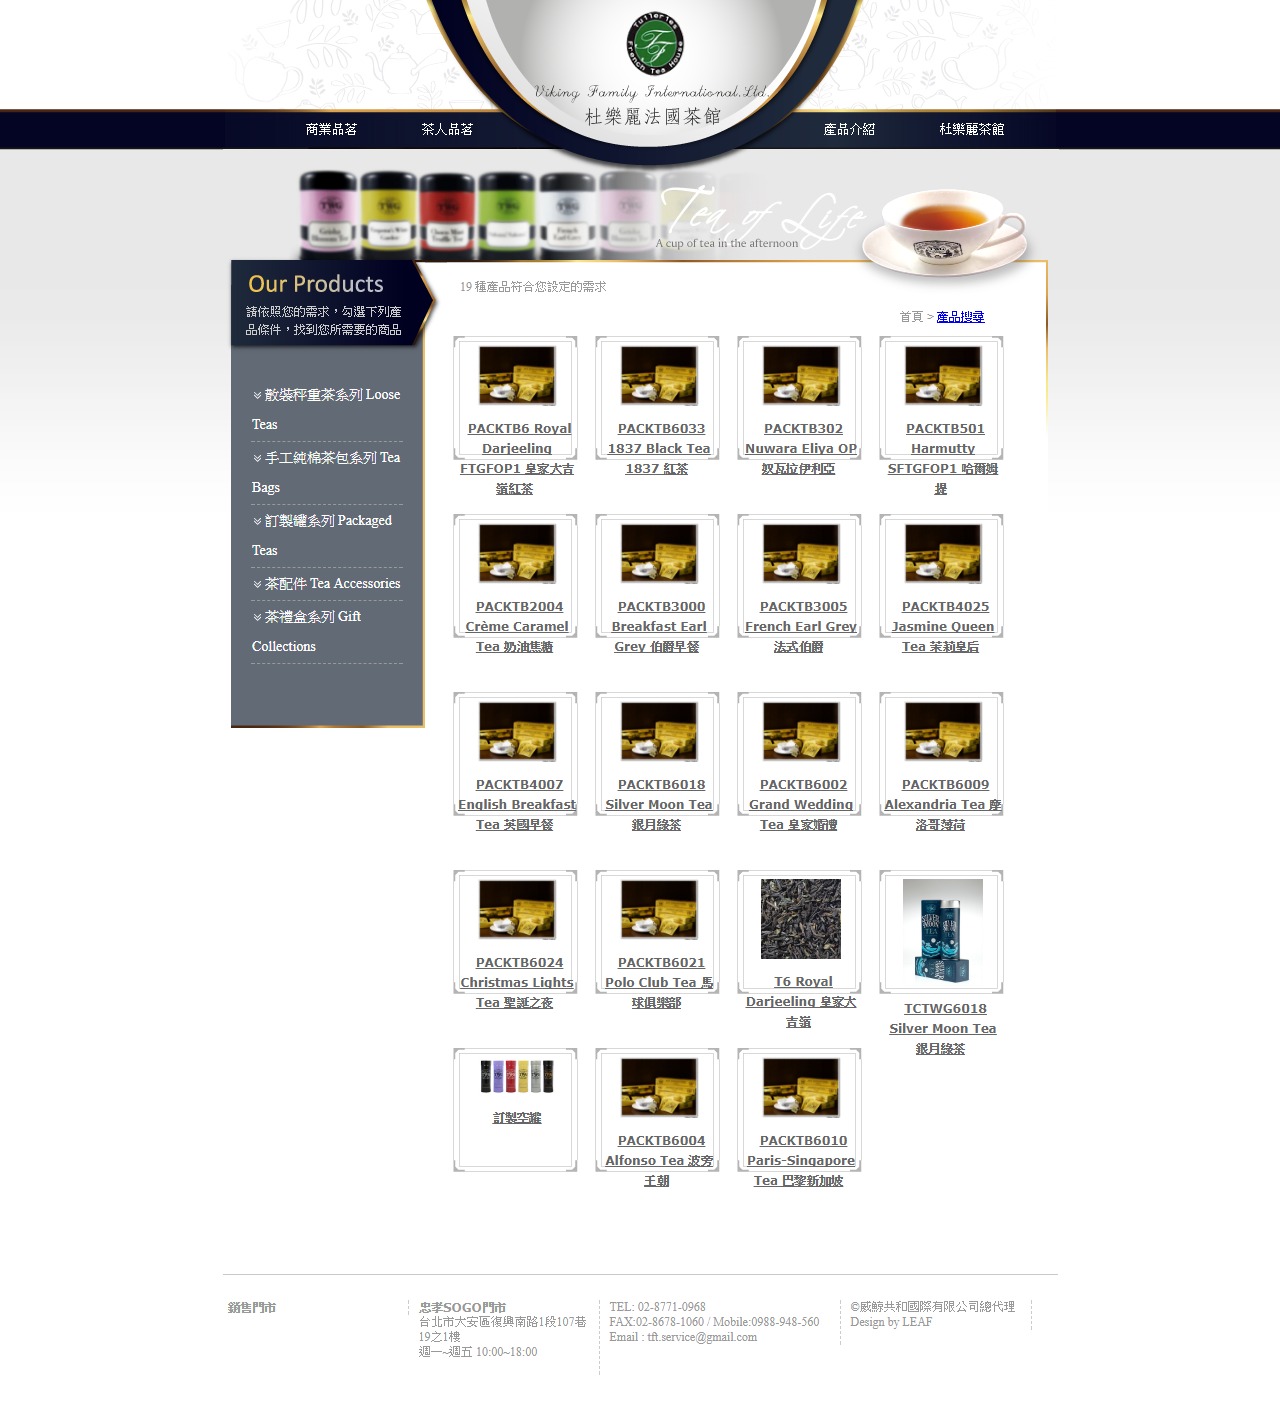 Tuileries
TF
French Tea House
Viking Family International.Ltd.
杜樂麗法國茶館
商業品茗
茶人品茗
產品介紹
杜樂麗茶館
Tea of Life
A cup of tea in the afternoon
Our Products
請依照您的需求，勾選下列產
品條件，找到您所需要的商品
19 種產品符合您設定的需求
首頁 > 產品搜尋
散裝秤重茶系列 Loose
Teas
手工純棉茶包系列 Tea
Bags
訂製罐系列 Packaged
Teas
茶配件 Tea Accessories
茶禮盒系列 Gift
Collections
PACKTB6 Royal
Darjeeling
FTGFOP1 皇家大吉
嶺紅茶
PACKTB6033
1837 Black Tea
1837 紅茶
PACKTB302
Nuwara Eliya OP
奴瓦拉伊利亞
PACKTB501
Harmutty
SFTGFOP1 哈爾姆
提
PACKTB2004
Crème Caramel
Tea 奶油焦糖
PACKTB3000
Breakfast Earl
Grey 伯爵早餐
PACKTB3005
French Earl Grey
法式伯爵
PACKTB4025
Jasmine Queen
Tea 茉莉皇后
PACKTB4007
English Breakfast
Tea 英國早餐
PACKTB6018
Silver Moon Tea
銀月綠茶
PACKTB6002
Grand Wedding
Tea 皇家婚禮
PACKTB6009
Alexandria Tea 摩
洛哥薄荷
PACKTB6024
Christmas Lights
Tea 聖誕之夜
PACKTB6021
Polo Club Tea 馬
球俱樂部
T6 Royal
Darjeeling 皇家大
吉嶺
TCTWG6018
Silver Moon Tea
銀月綠茶
訂製空罐
PACKTB6004
Alfonso Tea 波旁
王朝
PACKTB6010
Paris-Singapore
Tea 巴黎新加坡
銷售門市
忠孝SOGO門市
台北市大安區復興南路1段107巷
19之1樓
週一~週五 10:00~18:00
TEL: 02-8771-0968
FAX:02-8678-1060 / Mobile:0988-948-560
Email : tft.service@gmail.com
©威鯨共和國際有限公司總代理
Design by LEAF